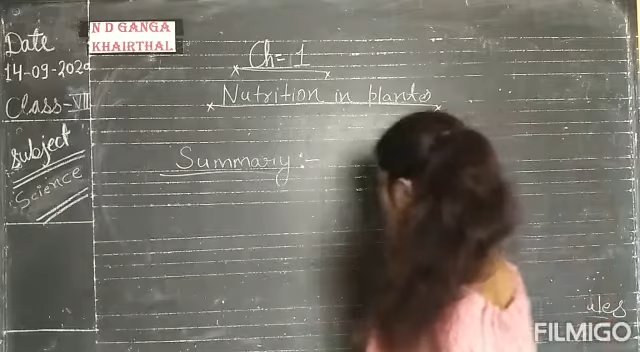 Date
14-09-2020
Class-VII
Subject
Science
N D GANGA
KHAIRTHAL
Ch=1
Nutrition in plants
Summary:-
FILMIGO